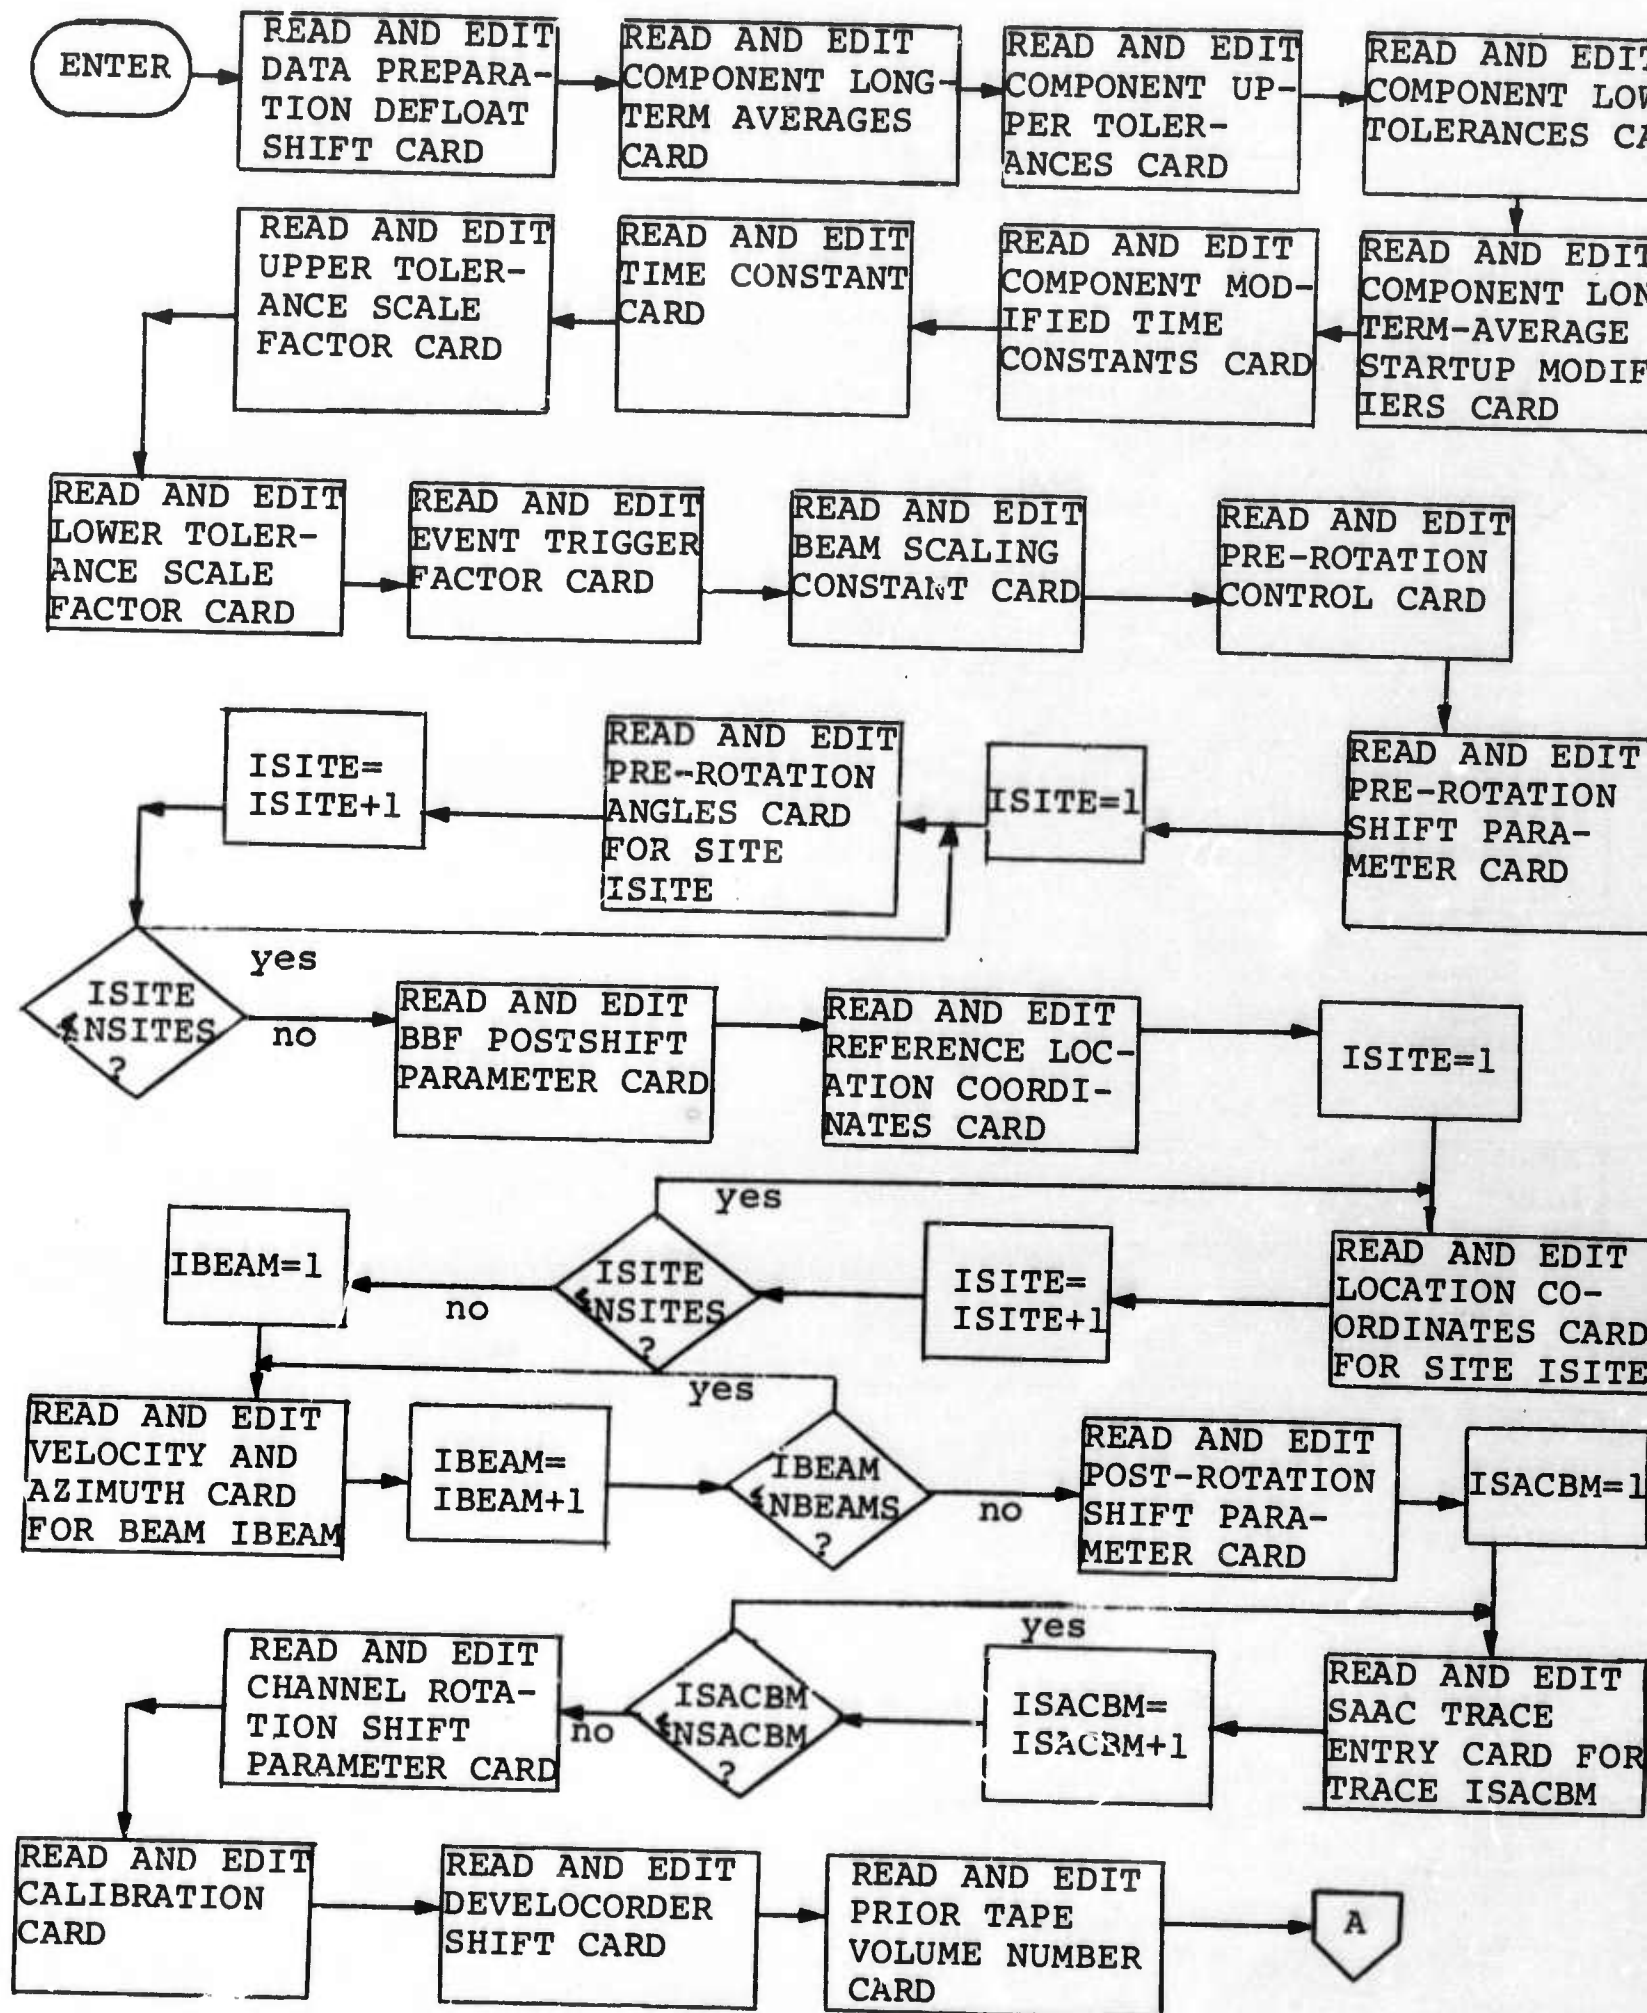 ENTER
READ AND EDIT
DATA PREPARA-
TION DEFLOAT
SHIFT CARD
READ AND EDIT
COMPONENT LONG-
TERM AVERAGES
CARD
READ AND EDIT
COMPONENT UP-
PER TOLER-
ANCES CARD
READ AND EDIT
COMPONENT LOW
TOLERANCES CA
READ AND EDIT
COMPONENT LON
TERM-AVERAGE
STARTUP MODIF
IERS CARD
READ AND EDIT
COMPONENT MOD-
IFIED TIME
CONSTANTS CARD
READ AND EDIT
TIME CONSTANT
CARD
READ AND EDIT
UPPER TOLER-
ANCE SCALE
FACTOR CARD
READ AND EDIT
LOWER TOLER-
ANCE SCALE
FACTOR CARD
READ AND EDIT
EVENT TRIGGER
FACTOR CARD
READ AND EDIT
BEAM SCALING
CONSTANT CARD
READ AND EDIT
PRE-ROTATION
CONTROL CARD
READ AND EDIT
PRE-ROTATION
SHIFT PARA-
METER CARD
ISITE=1
READ AND EDIT
PRE-ROTATION
ANGLES CARD
FOR SITE
ISITE
ISITE=
ISITE+1
ISITE
≤NSITES
?
yes
no
READ AND EDIT
BBF POSTSHIFT
PARAMETER CARD
READ AND EDIT
REFERENCE LOC-
ATION COORDI-
NATES CARD
ISITE=1
READ AND EDIT
LOCATION CO-
ORDINATES CARD
FOR SITE ISITE
ISITE=
ISITE+1
ISITE
≤NSITES
?
yes
no
IBEAM=1
READ AND EDIT
VELOCITY AND
AZIMUTH CARD
FOR BEAM IBEAM
IBEAM=
IBEAM+1
IBEAM
≤NBEAMS
?
yes
no
READ AND EDIT
POST-ROTATION
SHIFT PARA-
METER CARD
ISACBM=1
READ AND EDIT
SAAC TRACE
ENTRY CARD FOR
TRACE ISACBM
ISACBM=
ISACBM+1
ISACBM
≤NSACBM
?
yes
no
READ AND EDIT
CHANNEL ROTA-
TION SHIFT
PARAMETER CARD
READ AND EDIT
CALIBRATION
CARD
READ AND EDIT
DEVELOCORDER
SHIFT CARD
READ AND EDIT
PRIOR TAPE
VOLUME NUMBER
CARD
A